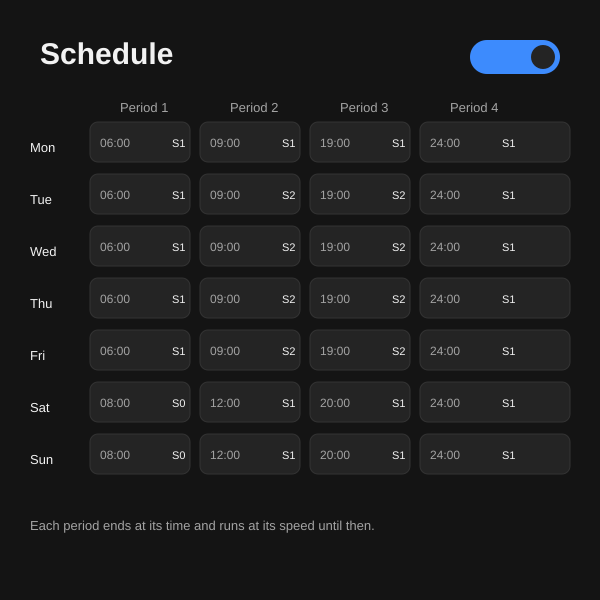 Schedule
Period 1 Period 2 Period 3 Period 4
Mon 06:00 S1 09:00 S1 19:00 S1 24:00 S1
Tue 06:00 S1 09:00 S2 19:00 S2 24:00 S1
Wed 06:00 S1 09:00 S2 19:00 S2 24:00 S1
Thu 06:00 S1 09:00 S2 19:00 S2 24:00 S1
Fri 06:00 S1 09:00 S2 19:00 S2 24:00 S1
Sat 08:00 S0 12:00 S1 20:00 S1 24:00 S1
Sun 08:00 S0 12:00 S1 20:00 S1 24:00 S1
Each period ends at its time and runs at its speed until then.